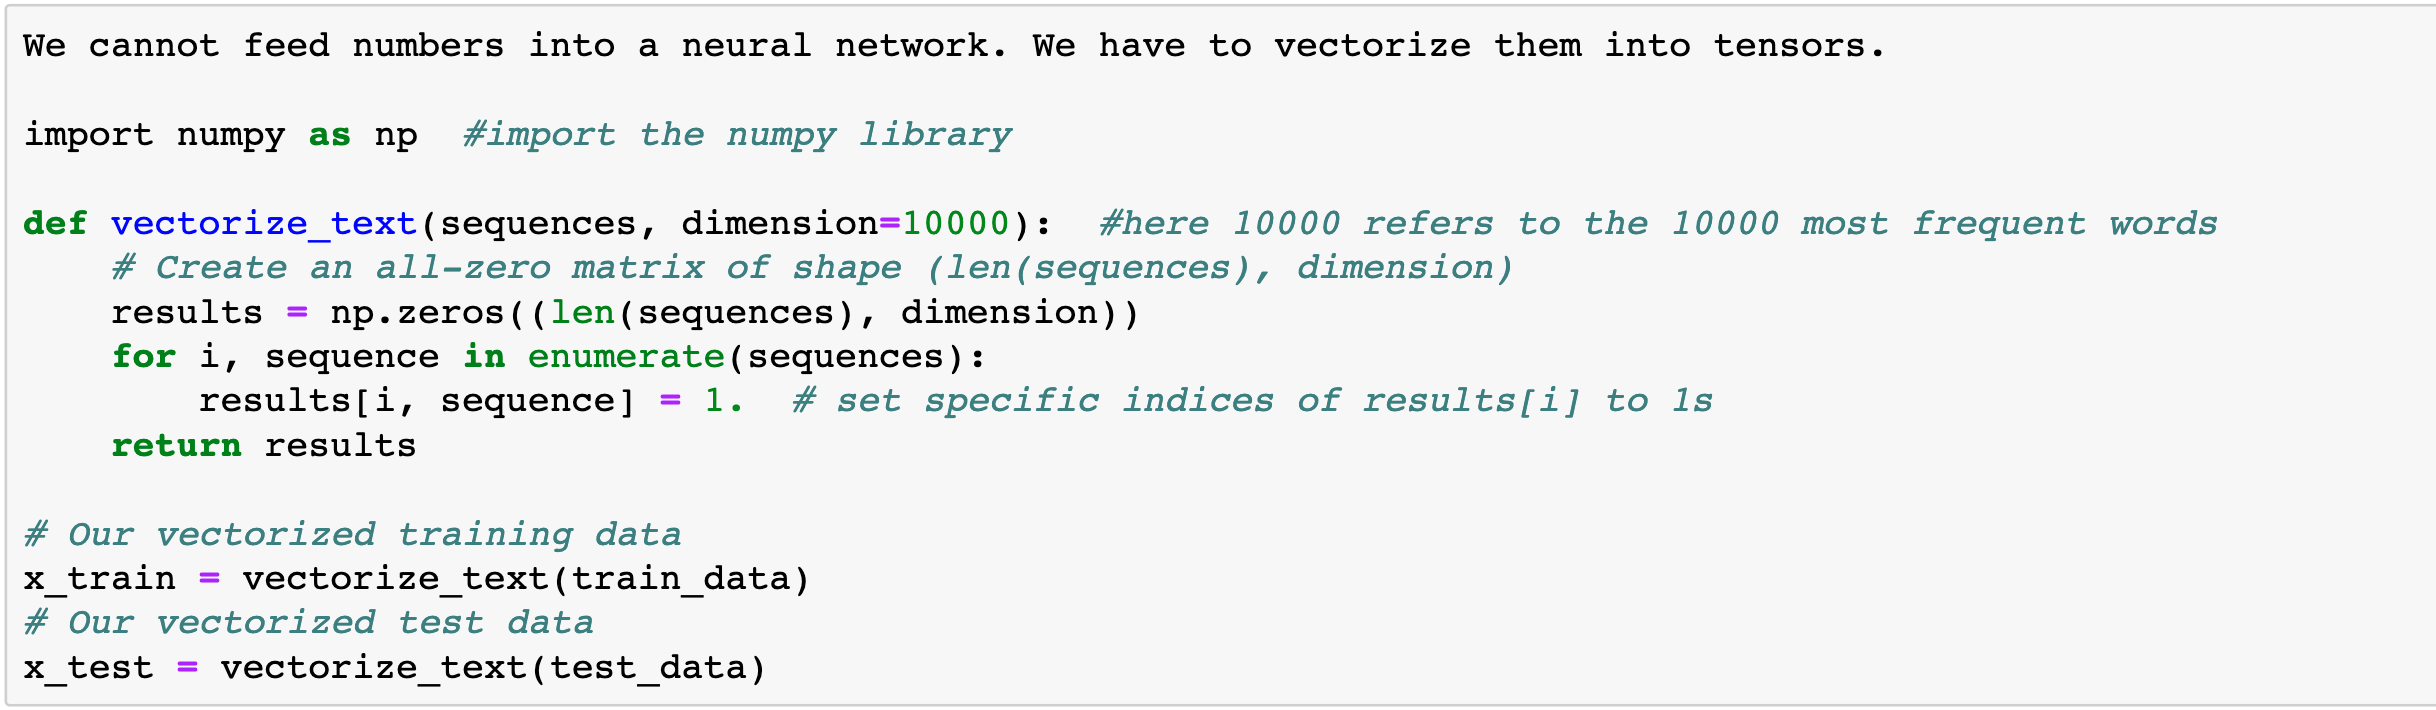 We cannot feed numbers into a neural network. We have to vectorize them into tensors.
import numpy as np  #import the numpy library
def vectorize_text(sequences, dimension=10000):  #here 10000 refers to the 10000 most frequent words
    # Create an all-zero matrix of shape (len(sequences), dimension)
    results = np.zeros((len(sequences), dimension))
    for i, sequence in enumerate(sequences):
        results[i, sequence] = 1.  # set specific indices of results[i] to 1s
    return results
# Our vectorized training data
x_train = vectorize_text(train_data)
# Our vectorized test data
x_test = vectorize_text(test_data)